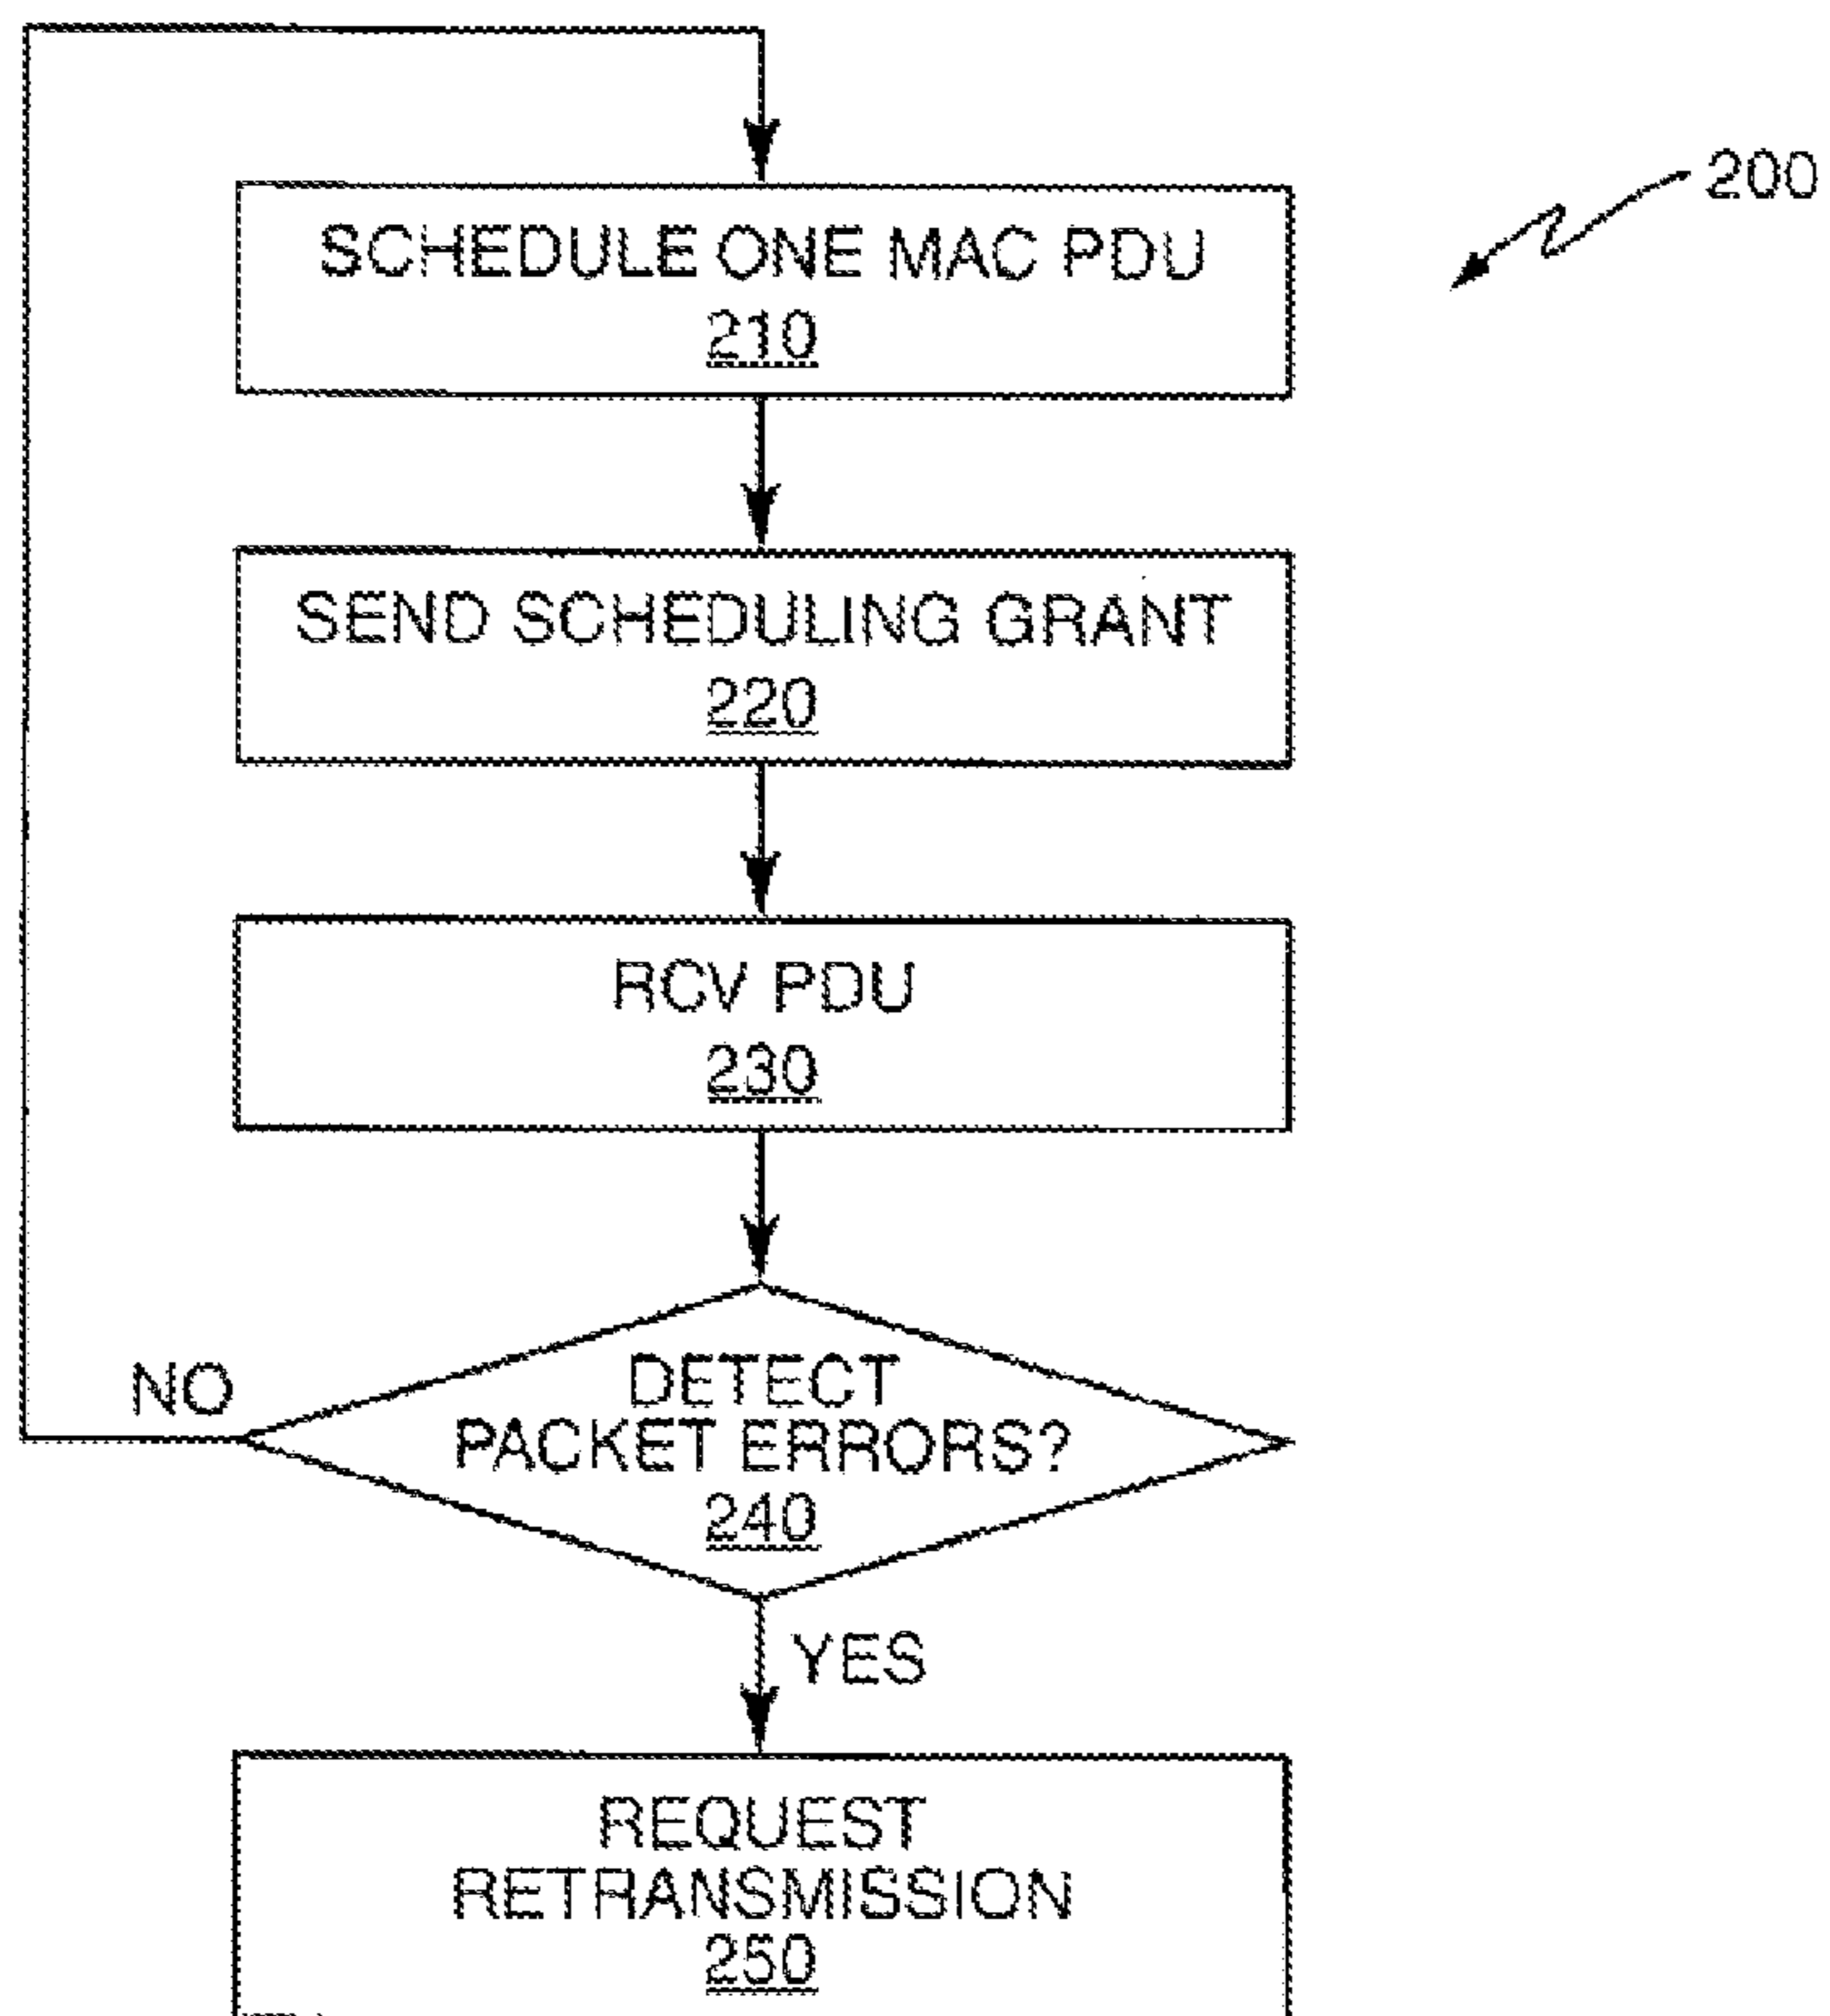 200
SCHEDULE ONE MAC PDU
210
SEND SCHEDULING GRANT
220
RCV PDU
230
DETECT
PACKET ERRORS?
240
NO
YES
REQUEST
RETRANSMISSION
250